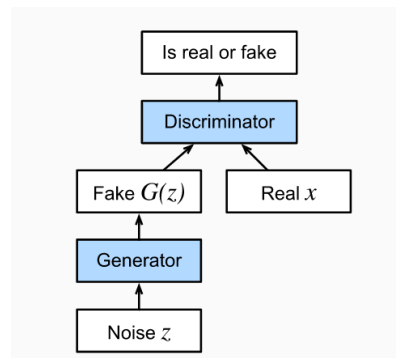 Is real or fake
Discriminator
Fake G(z)
Real x
Generator
Noise z